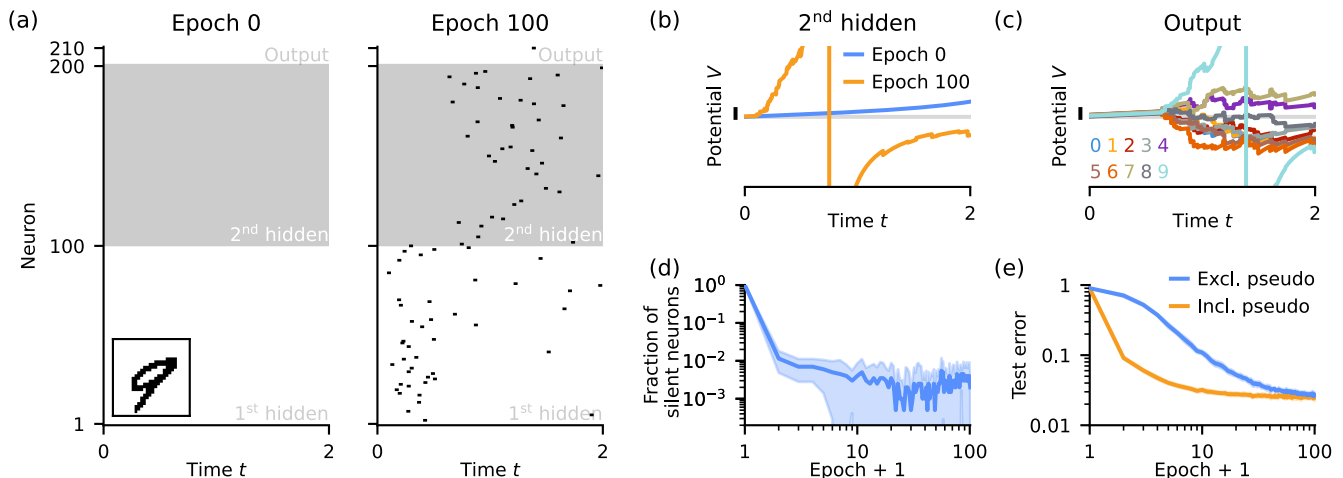 (a)
Epoch 0
Epoch 100
Neuron
210
200
100
1
Output
2nd hidden
1st hidden
0
2
Time t
Output
2nd hidden
1st hidden
0
2
Time t
(b)
2nd hidden
Potential V
Epoch 0
Epoch 100
0
2
Time t
(c)
Output
Potential V
0 1 2 3 4
5 6 7 8 9
0
2
Time t
(d)
Fraction of
silent neurons
10^0
10^-1
10^-2
10^-3
1
10
100
Epoch + 1
(e)
Test error
1
0.1
0.01
Excl. pseudo
Incl. pseudo
1
10
100
Epoch + 1